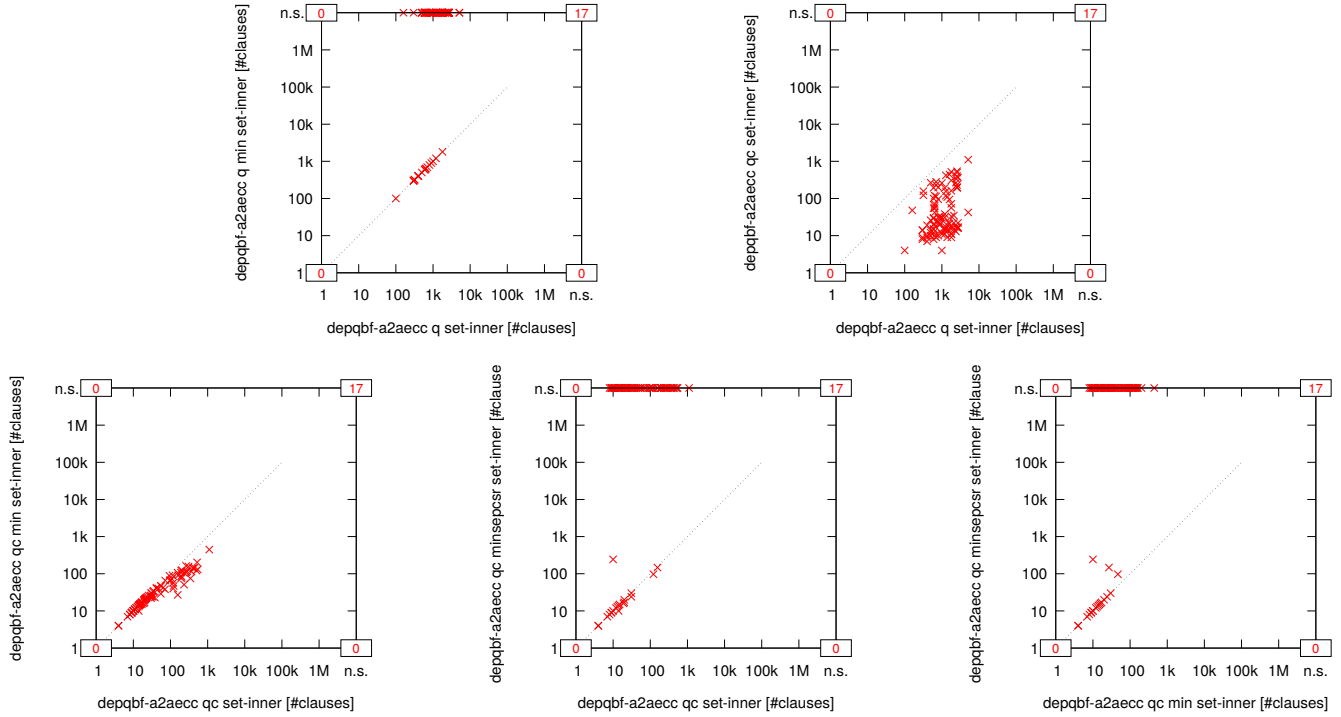 n.s.
0
17
1M
100k
10k
1k
100
10
1
0
0
1 10 100 1k 10k 100k 1M n.s.
depqbf-a2aecc q min set-inner [#clauses]
depqbf-a2aecc q set-inner [#clauses]
n.s.
0
17
1M
100k
10k
1k
100
10
1
0
0
1 10 100 1k 10k 100k 1M n.s.
depqbf-a2aecc qc set-inner [#clauses]
depqbf-a2aecc q set-inner [#clauses]
n.s.
0
17
1M
100k
10k
1k
100
10
1
0
0
1 10 100 1k 10k 100k 1M n.s.
depqbf-a2aecc qc min set-inner [#clauses]
depqbf-a2aecc qc set-inner [#clauses]
n.s.
0
17
1M
100k
10k
1k
100
10
1
0
0
1 10 100 1k 10k 100k 1M n.s.
depqbf-a2aecc qc minsepcsr set-inner [#clause
depqbf-a2aecc qc set-inner [#clauses]
n.s.
0
17
1M
100k
10k
1k
100
10
1
0
0
1 10 100 1k 10k 100k 1M n.s.
depqbf-a2aecc qc minsepcsr set-inner [#clause
depqbf-a2aecc qc min set-inner [#clauses]